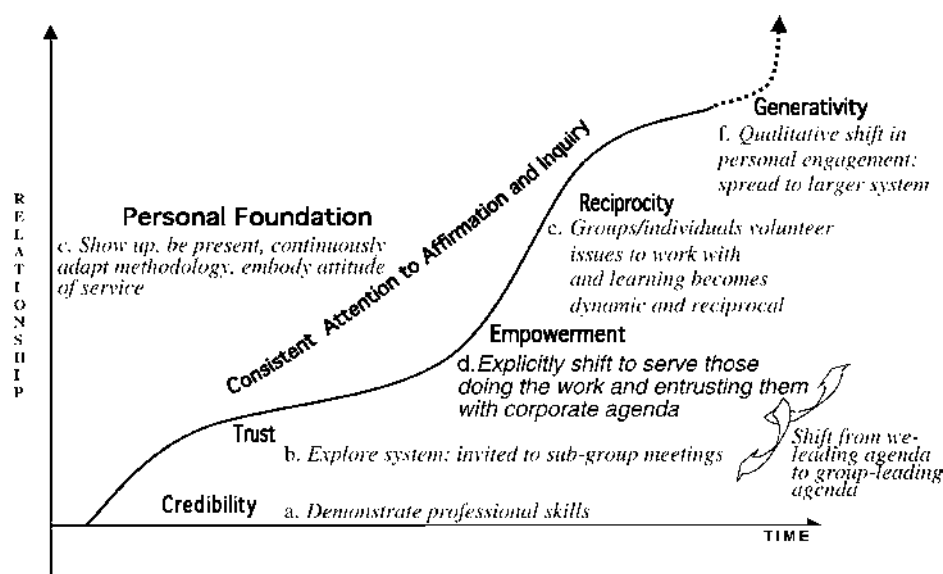 Generativity
f. Qualitative shift in
personal engagement;
spread to larger system
Reciprocity
e. Groups/individuals volunteer
issues to work with
and learning becomes
dynamic and reciprocal
Consistent Attention to Affirmation and Inquiry
Personal Foundation
c. Show up, be present, continuously
adapt methodology, embody attitude
of service
RELATIONSHIP
Empowerment
d. Explicitly shift to serve those
doing the work and entrusting them
with corporate agenda
Trust
b. Explore system; invited to sub-group meetings
Shift from we-
leading agenda
to group-leading
agenda
Credibility
a. Demonstrate professional skills
TIME